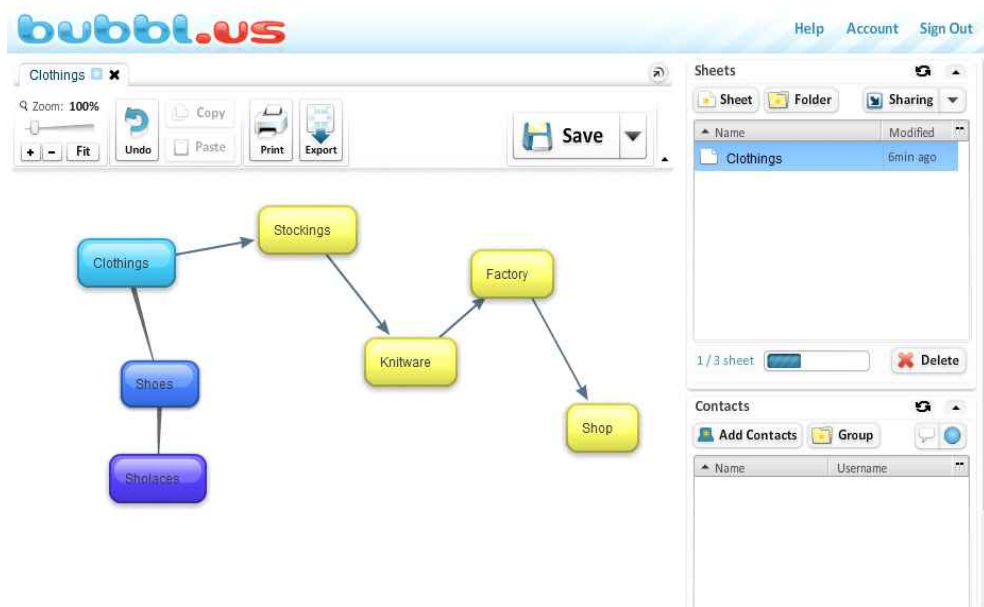 bubbl.us
Help Account Sign Out
Clothings
Zoom: 100%
+ - Fit
Undo
Copy
Paste
Print
Export
Save
Clothings
Stockings
Factory
Knitware
Shoes
Shop
Sholaces
Sheets
Sheet Folder Sharing
Name Modified
Clothings 6min ago
1 / 3 sheet Delete
Contacts
Add Contacts Group
Name Username